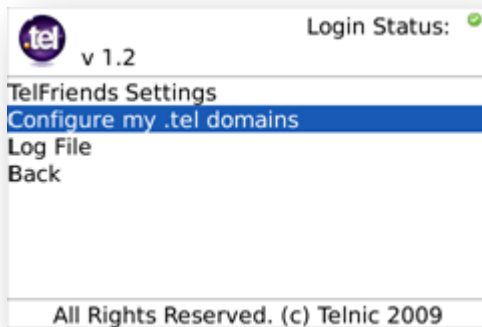 .tel
Login Status:
v 1.2
TelFriends Settings
Configure my .tel domains
Log File
Back
All Rights Reserved. (c) Telnic 2009